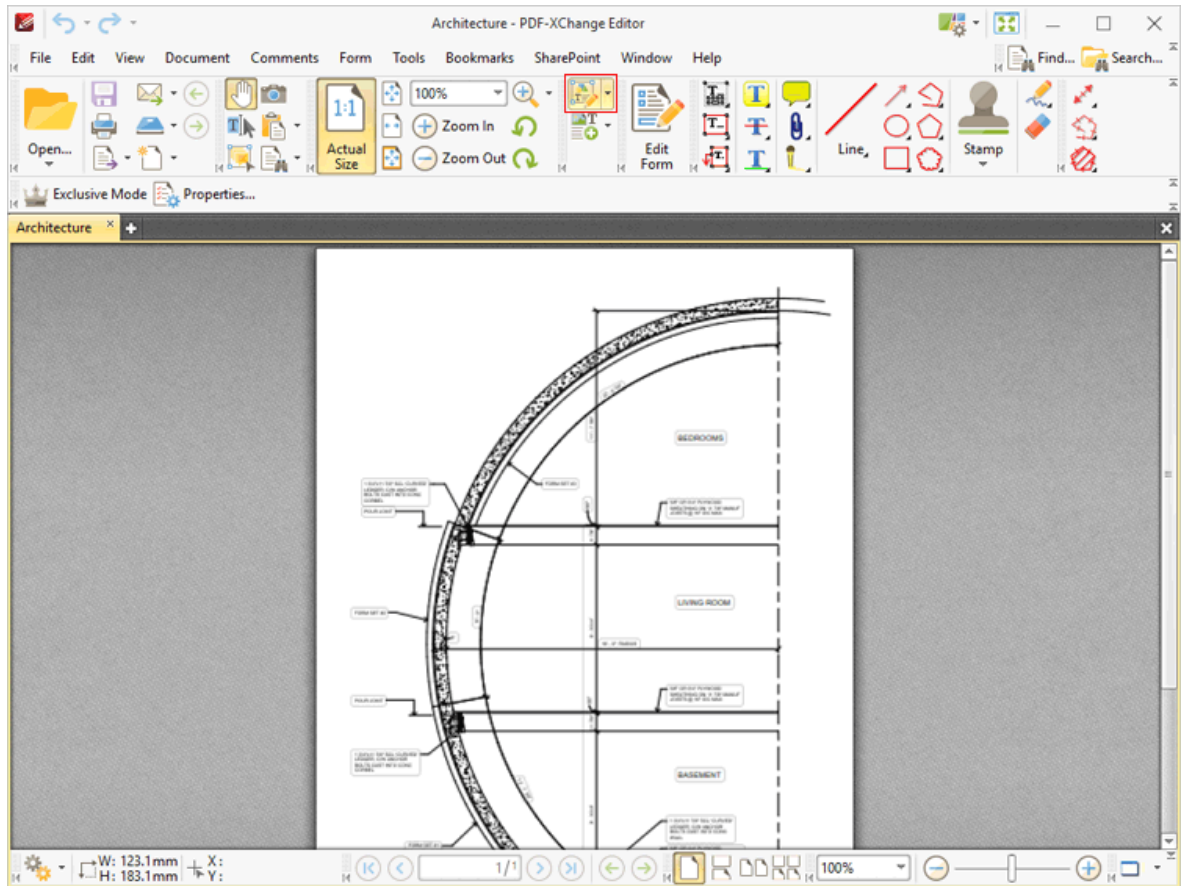 Architecture - PDF-XChange Editor
File Edit View Document Comments Form Tools Bookmarks SharePoint Window Help
Find... Search...
Open...
1:1
Actual Size
100%
Zoom In
Zoom Out
Edit Form
Line
Stamp
Exclusive Mode Properties...
Architecture
BEDROOMS
LIVING ROOM
BASEMENT
W: 123.1mm
H: 183.1mm
X:
Y:
1/1
100%